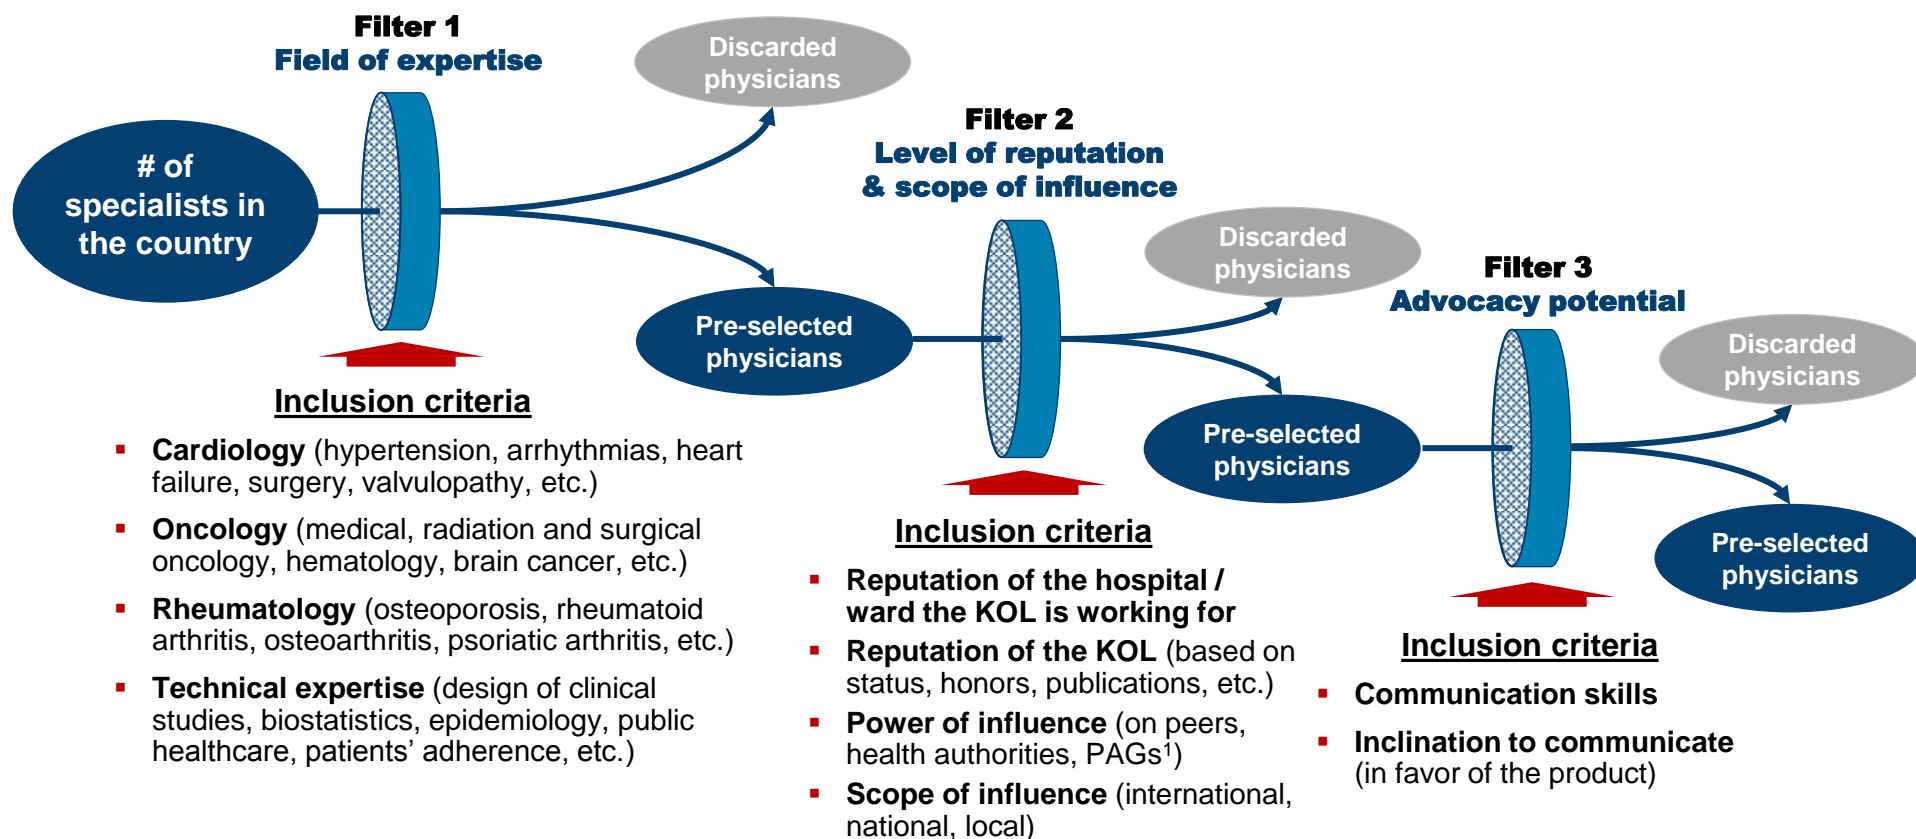 Filter 1
Field of expertise
# of
specialists in
the country
Discarded
physicians
Pre-selected
physicians
Inclusion criteria
▪ Cardiology (hypertension, arrhythmias, heart
failure, surgery, valvulopathy, etc.)
▪ Oncology (medical, radiation and surgical
oncology, hematology, brain cancer, etc.)
▪ Rheumatology (osteoporosis, rheumatoid
arthritis, osteoarthritis, psoriatic arthritis, etc.)
▪ Technical expertise (design of clinical
studies, biostatistics, epidemiology, public
healthcare, patients’ adherence, etc.)
Filter 2
Level of reputation
& scope of influence
Discarded
physicians
Pre-selected
physicians
Inclusion criteria
▪ Reputation of the hospital /
ward the KOL is working for
▪ Reputation of the KOL (based on
status, honors, publications, etc.)
▪ Power of influence (on peers,
health authorities, PAGs¹)
▪ Scope of influence (international,
national, local)
Filter 3
Advocacy potential
Discarded
physicians
Pre-selected
physicians
Inclusion criteria
▪ Communication skills
▪ Inclination to communicate
(in favor of the product)